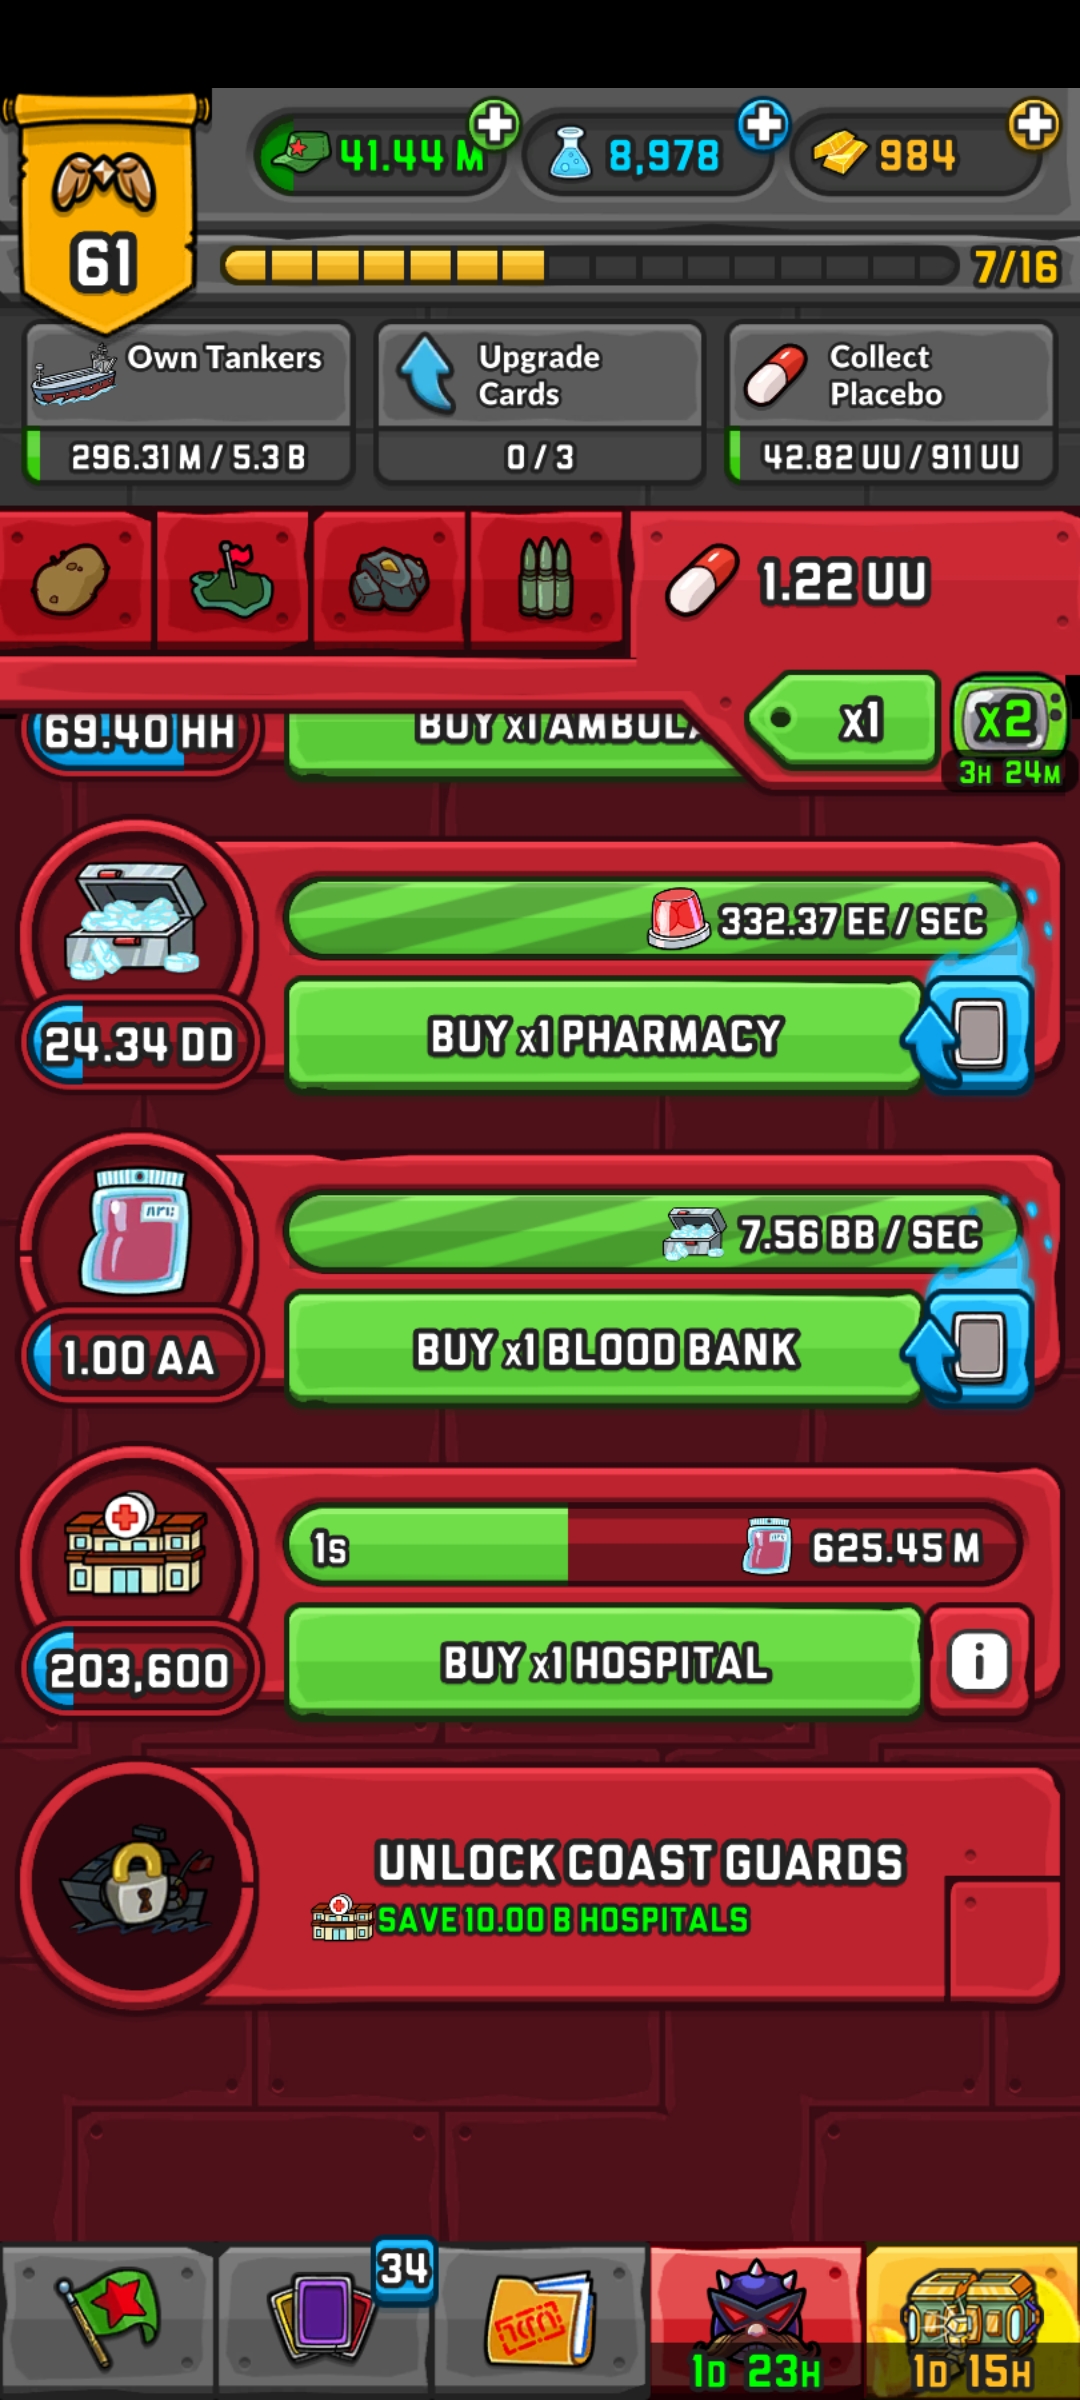 41.44 M
8,978
984
61
7/16
Own Tankers
296.31 M / 5.3 B
Upgrade
Cards
0 / 3
Collect
Placebo
42.82 UU / 911 UU
1.22 UU
x1
x2
3H 24M
69.40 HH
BUY x1 AMBUL
332.37 EE / SEC
24.34 DD
BUY x1 PHARMACY
7.56 BB / SEC
1.00 AA
BUY x1 BLOOD BANK
1s
625.45 M
203,600
BUY x1 HOSPITAL
i
UNLOCK COAST GUARDS
SAVE 10.00 B HOSPITALS
34
1D 23H
1D 15H